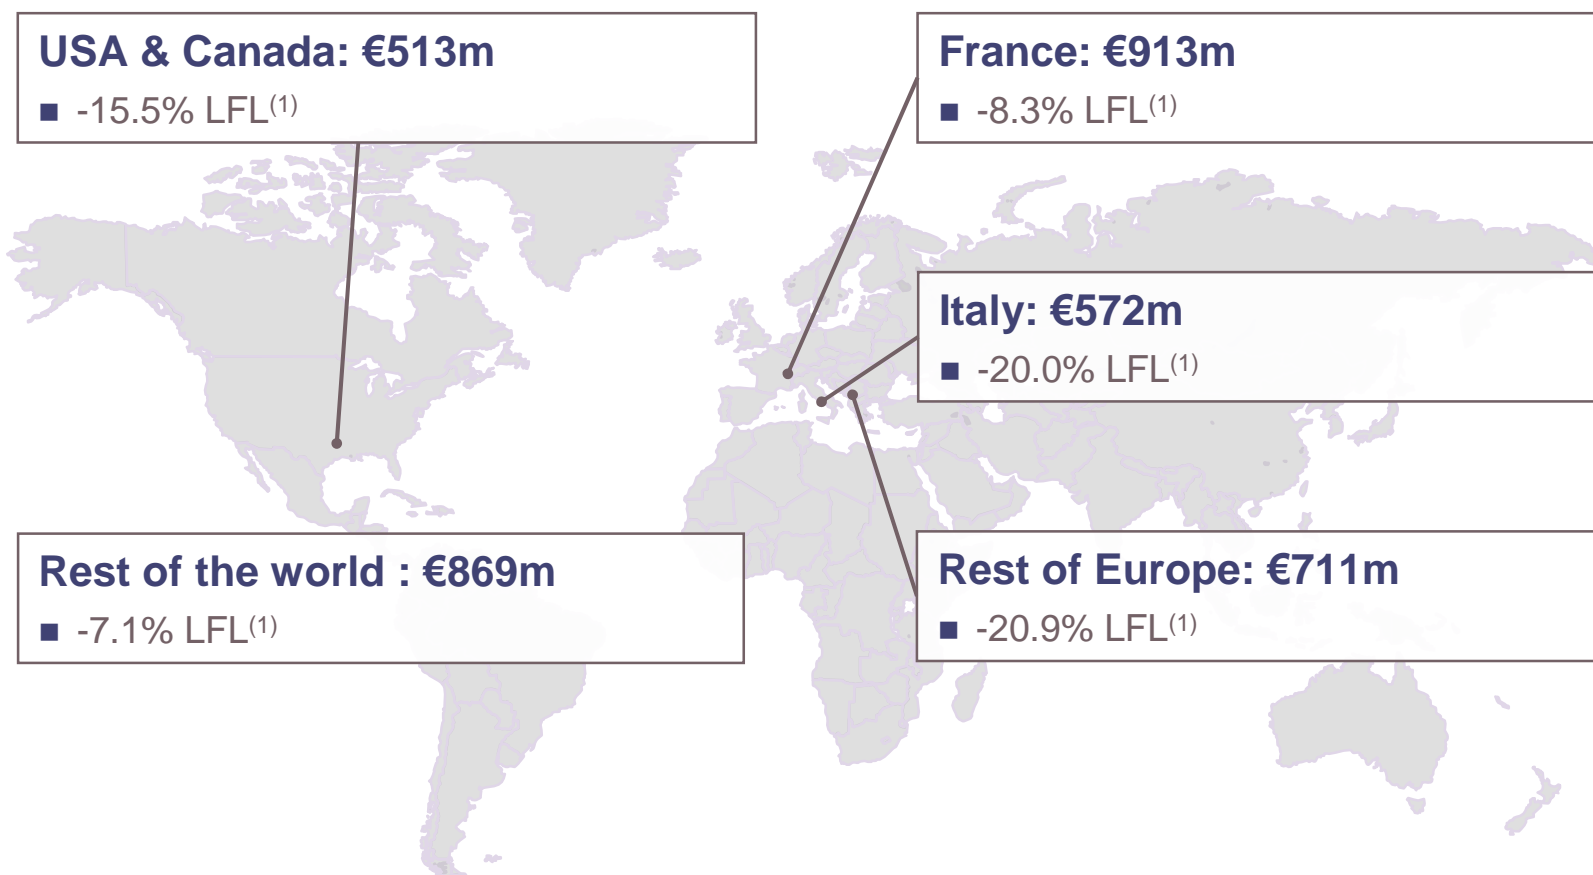 USA & Canada: €513m
■ -15.5% LFL(1)
France: €913m
■ -8.3% LFL(1)
Italy: €572m
■ -20.0% LFL(1)
Rest of the world : €869m
■ -7.1% LFL(1)
Rest of Europe: €711m
■ -20.9% LFL(1)